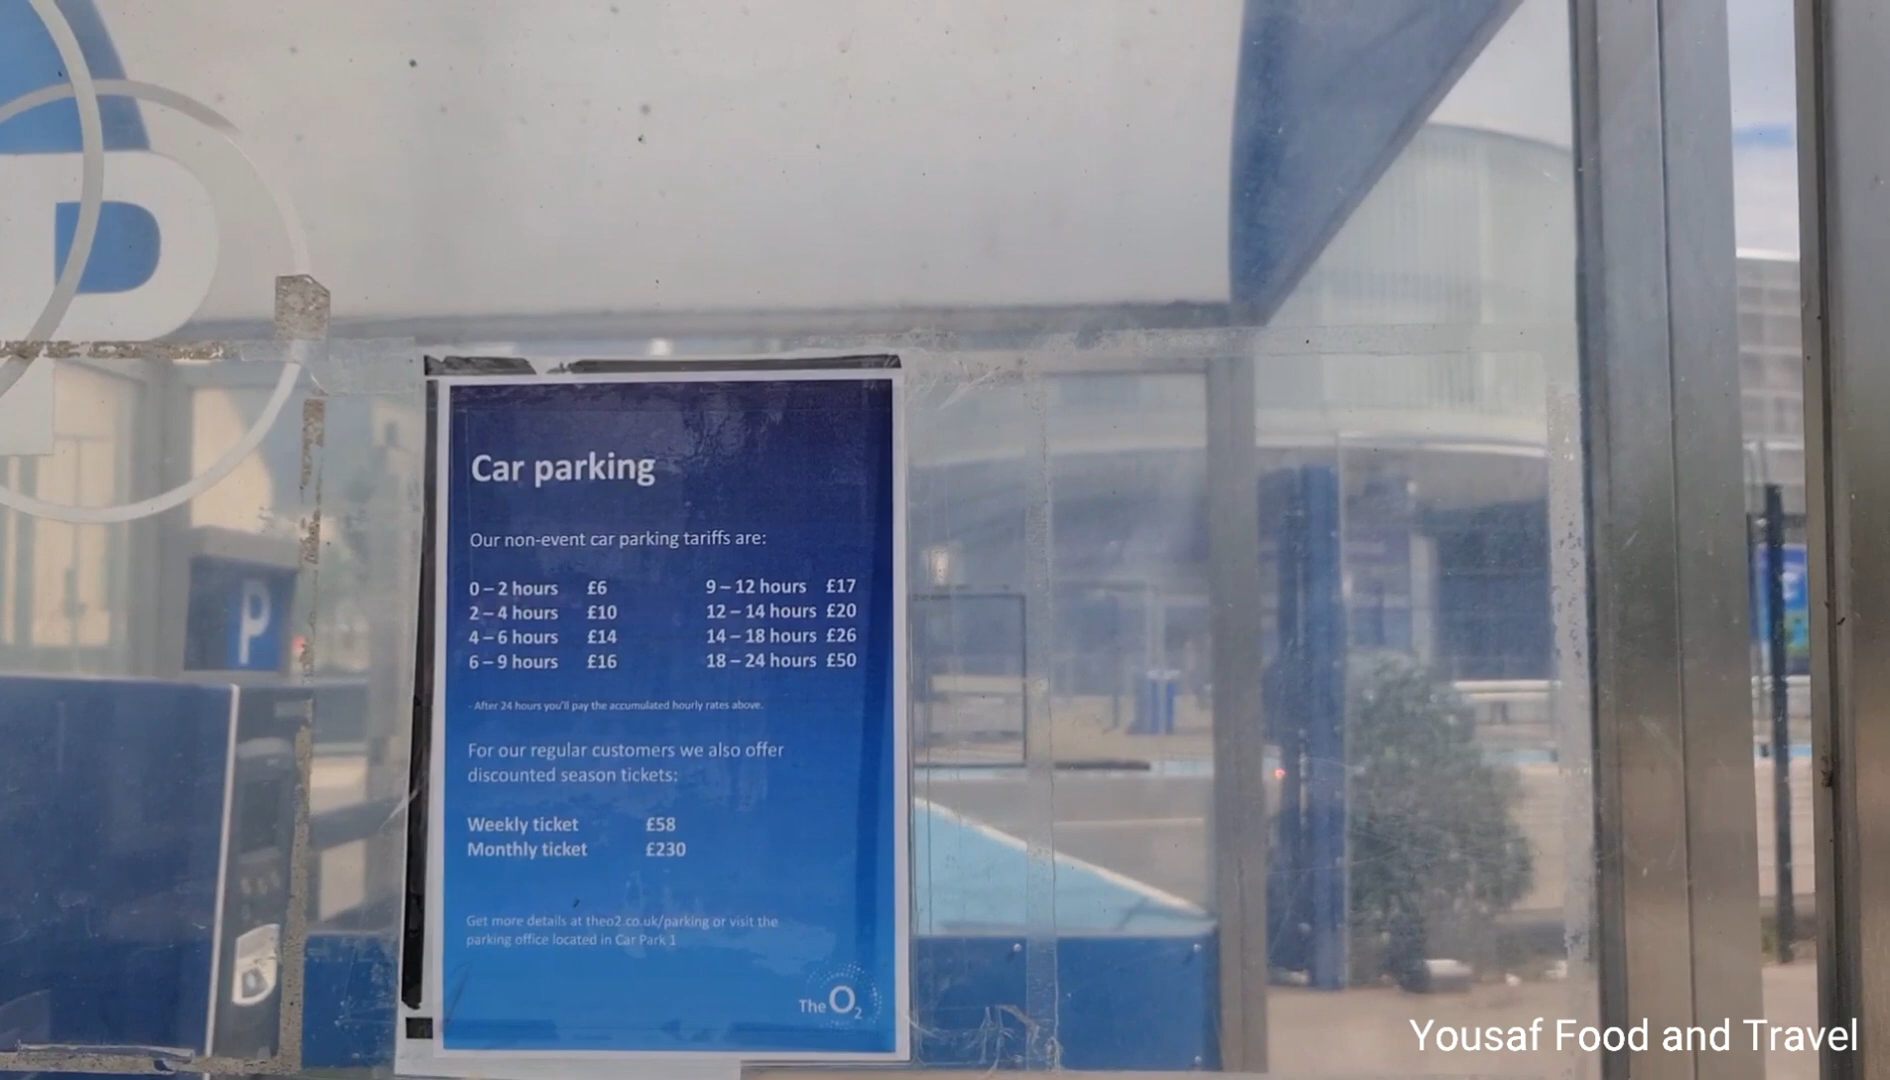 P
P
Car parking
Our non-event car parking tariffs are:
0 – 2 hours £6 9 – 12 hours £17
2 – 4 hours £10 12 – 14 hours £20
4 – 6 hours £14 14 – 18 hours £26
6 – 9 hours £16 18 – 24 hours £50
- After 24 hours you'll pay the accumulated hourly rates above.
For our regular customers we also offer
discounted season tickets:
Weekly ticket £58
Monthly ticket £230
Get more details at theo2.co.uk/parking or visit the
parking office located in Car Park 1
The O2
Yousaf Food and Travel